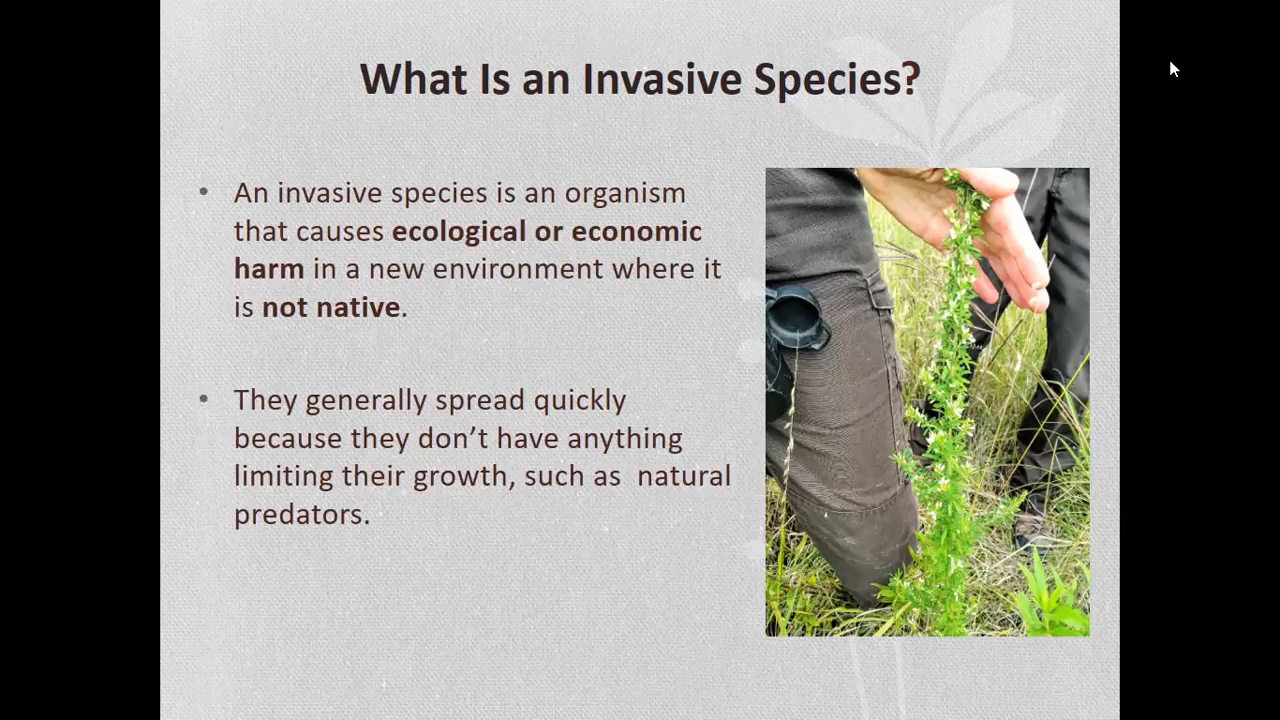 What Is an Invasive Species?
• An invasive species is an organism
that causes ecological or economic
harm in a new environment where it
is not native.
• They generally spread quickly
because they don’t have anything
limiting their growth, such as  natural
predators.